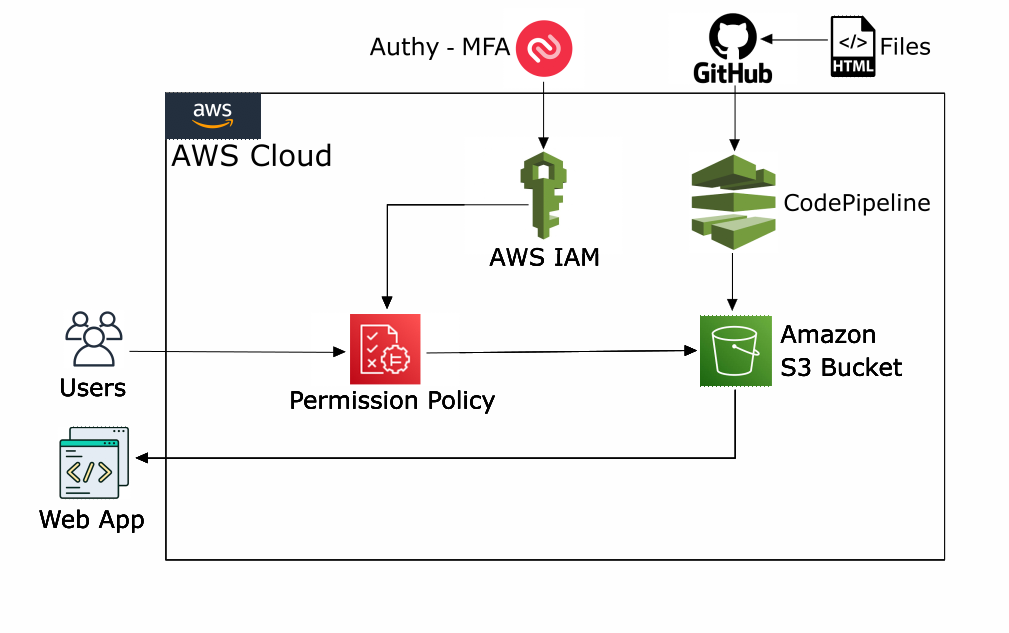 Authy - MFA
GitHub
</>
HTML
Files
aws
AWS Cloud
CodePipeline
AWS IAM
Amazon
S3 Bucket
Users
Permission Policy
</>
Web App